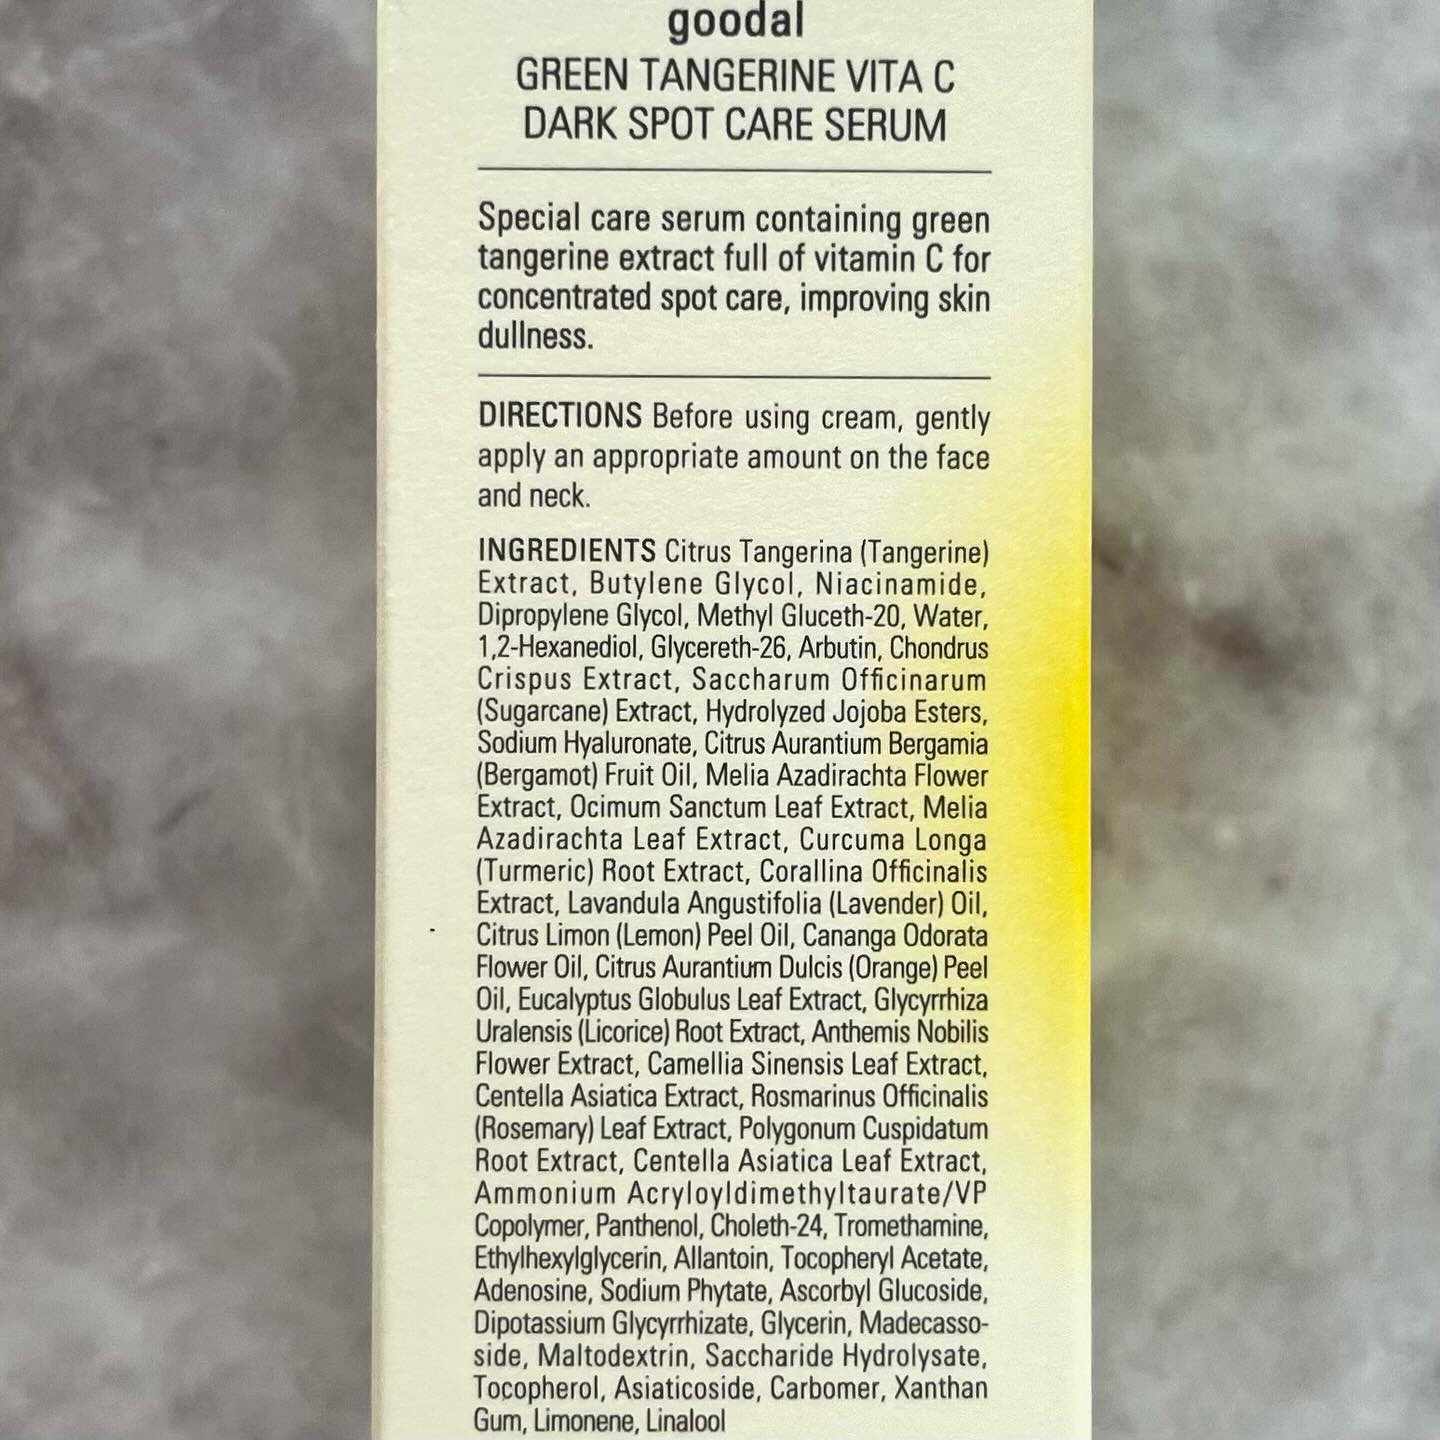 goodal
GREEN TANGERINE VITA C
DARK SPOT CARE SERUM
Special care serum containing green
tangerine extract full of vitamin C for
concentrated spot care, improving skin
dullness.
DIRECTIONS Before using cream, gently
apply an appropriate amount on the face
and neck.
INGREDIENTS Citrus Tangerina (Tangerine)
Extract, Butylene Glycol, Niacinamide,
Dipropylene Glycol, Methyl Gluceth-20, Water,
1,2-Hexanediol, Glycereth-26, Arbutin, Chondrus
Crispus Extract, Saccharum Officinarum
(Sugarcane) Extract, Hydrolyzed Jojoba Esters,
Sodium Hyaluronate, Citrus Aurantium Bergamia
(Bergamot) Fruit Oil, Melia Azadirachta Flower
Extract, Ocimum Sanctum Leaf Extract, Melia
Azadirachta Leaf Extract, Curcuma Longa
(Turmeric) Root Extract, Corallina Officinalis
Extract, Lavandula Angustifolia (Lavender) Oil,
Citrus Limon (Lemon) Peel Oil, Cananga Odorata
Flower Oil, Citrus Aurantium Dulcis (Orange) Peel
Oil, Eucalyptus Globulus Leaf Extract, Glycyrrhiza
Uralensis (Licorice) Root Extract, Anthemis Nobilis
Flower Extract, Camellia Sinensis Leaf Extract,
Centella Asiatica Extract, Rosmarinus Officinalis
(Rosemary) Leaf Extract, Polygonum Cuspidatum
Root Extract, Centella Asiatica Leaf Extract,
Ammonium Acryloyldimethyltaurate/VP
Copolymer, Panthenol, Choleth-24, Tromethamine,
Ethylhexylglycerin, Allantoin, Tocopheryl Acetate,
Adenosine, Sodium Phytate, Ascorbyl Glucoside,
Dipotassium Glycyrrhizate, Glycerin, Madecasso-
side, Maltodextrin, Saccharide Hydrolysate,
Tocopherol, Asiaticoside, Carbomer, Xanthan
Gum, Limonene, Linalool